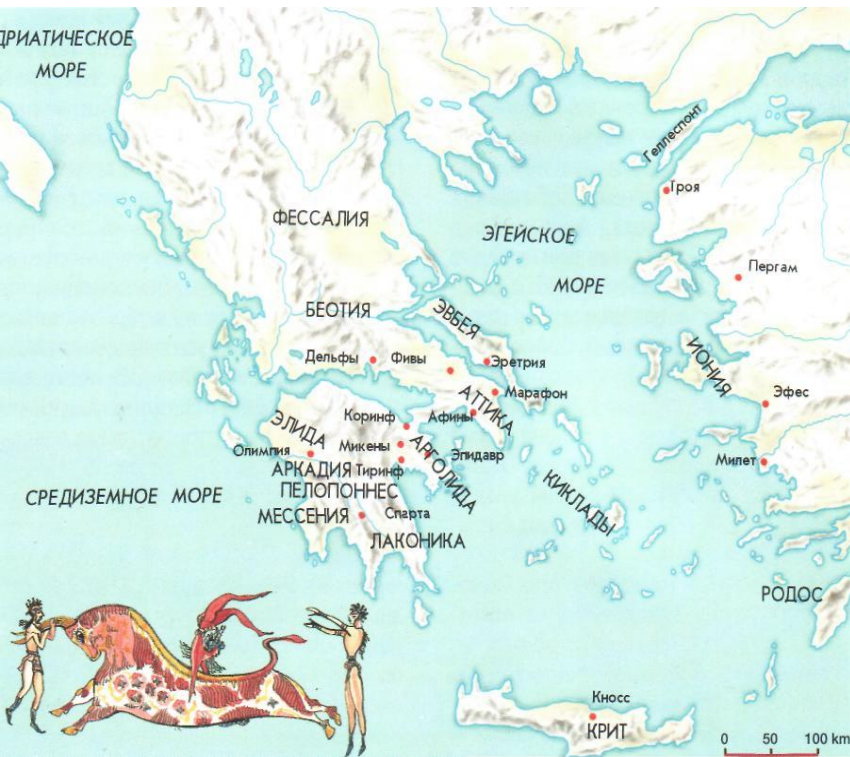 ДРИАТИЧЕСКОЕ
МОРЕ
Геллеспонт
Троя
ФЕССАЛИЯ
ЭГЕЙСКОЕ
МОРЕ
Пергам
БЕОТИЯ
ЭВБЕЯ
Дельфы
Фивы
Эретрия
ИОНИЯ
Марафон
Эфес
АТТИКА
Коринф
Афины
ЭЛИДА
Микены
АРГОЛИДА
Олимпия
Эпидавр
Милет
АРКАДИЯ
Тиринф
ПЕЛОПОННЕС
СРЕДИЗЕМНОЕ МОРЕ
КИКЛАДЫ
МЕССЕНИЯ
Спарта
ЛАКОНИКА
РОДОС
Кносс
КРИТ
0 50 100 km